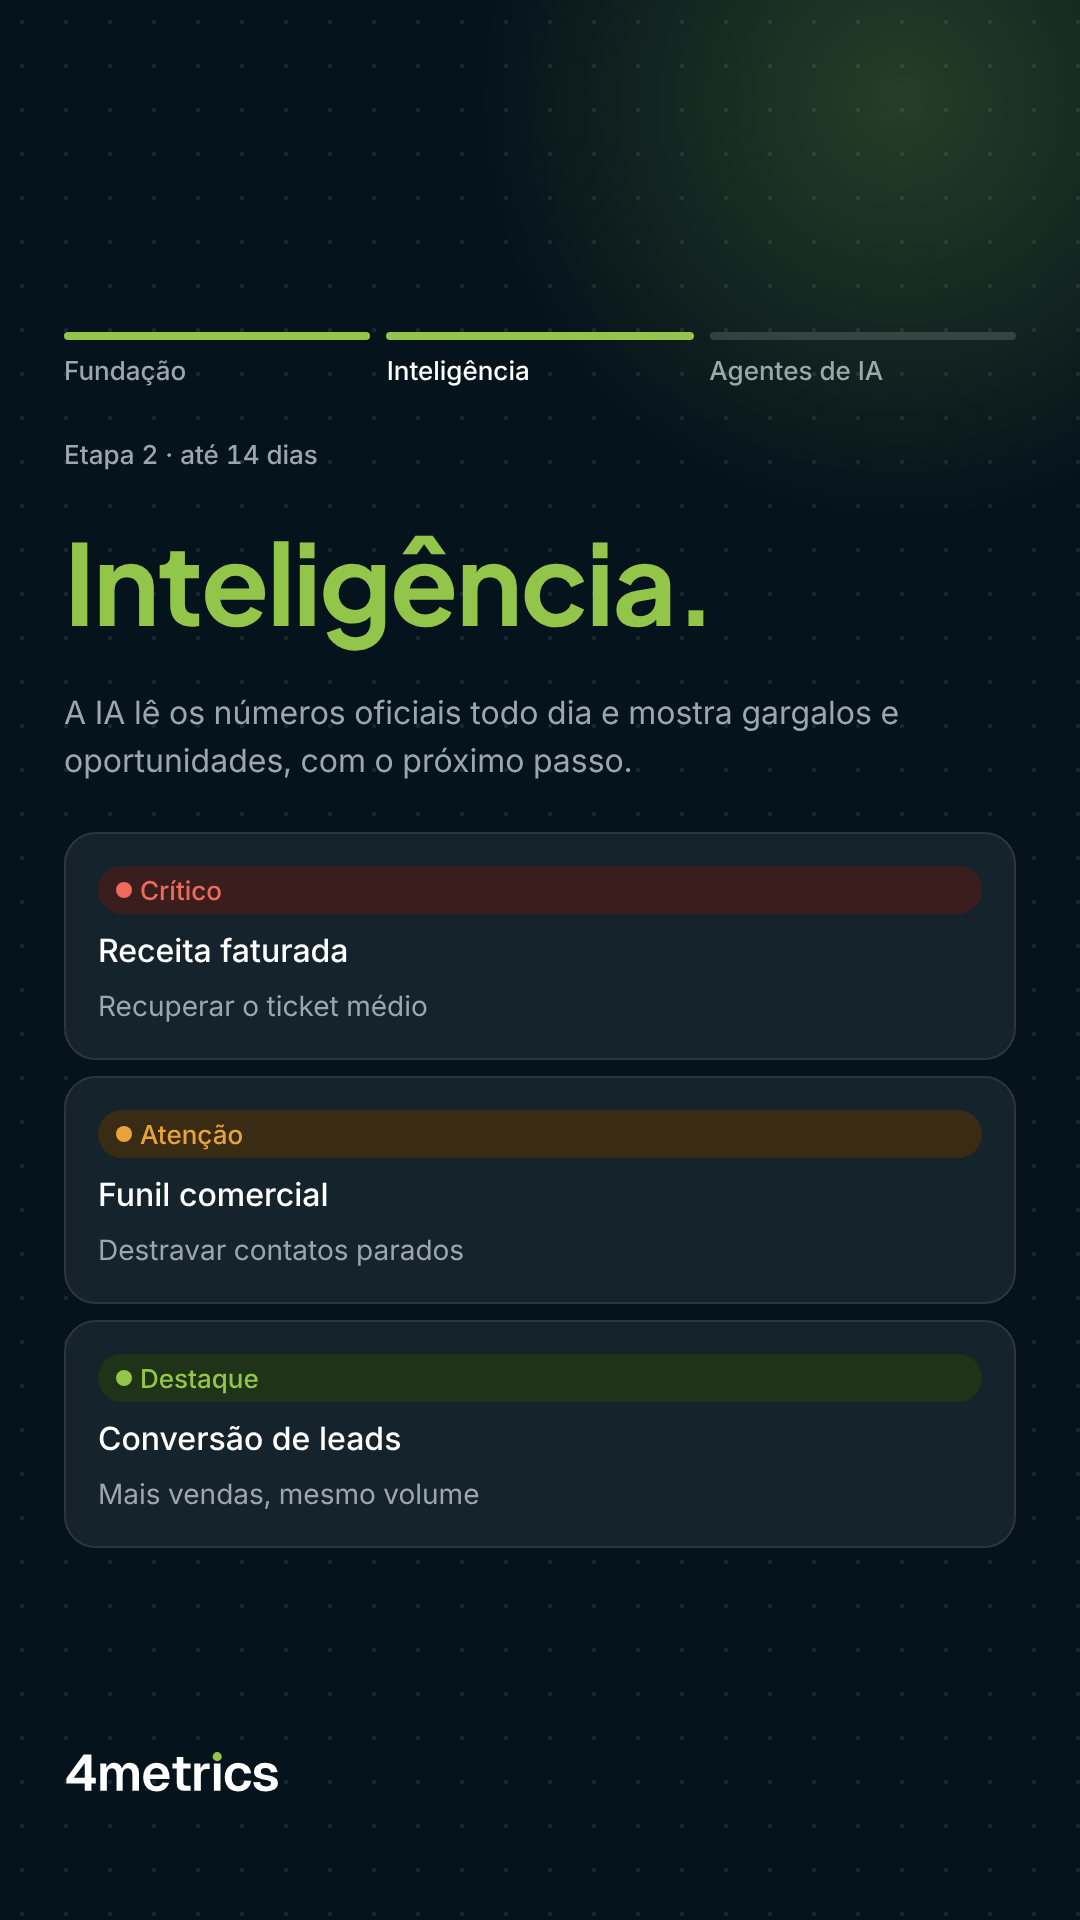 Fundação
Inteligência
Agentes de IA
Etapa 2 · até 14 dias
Inteligência.
A IA lê os números oficiais todo dia e mostra gargalos e
oportunidades, com o próximo passo.
Crítico
Receita faturada
Recuperar o ticket médio
Atenção
Funil comercial
Destravar contatos parados
Destaque
Conversão de leads
Mais vendas, mesmo volume
4metrics